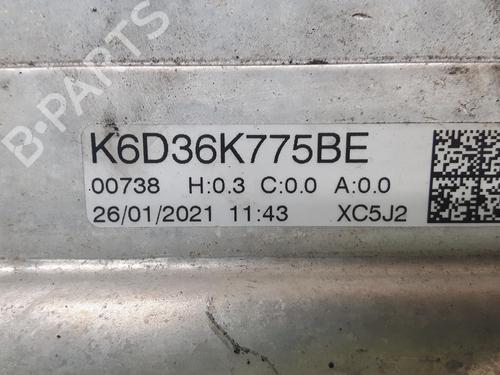 B-PARTS
K6D36K775BE
00738 H:0.3 C:0.0 A:0.0
26/01/2021 11:43 XC5J2